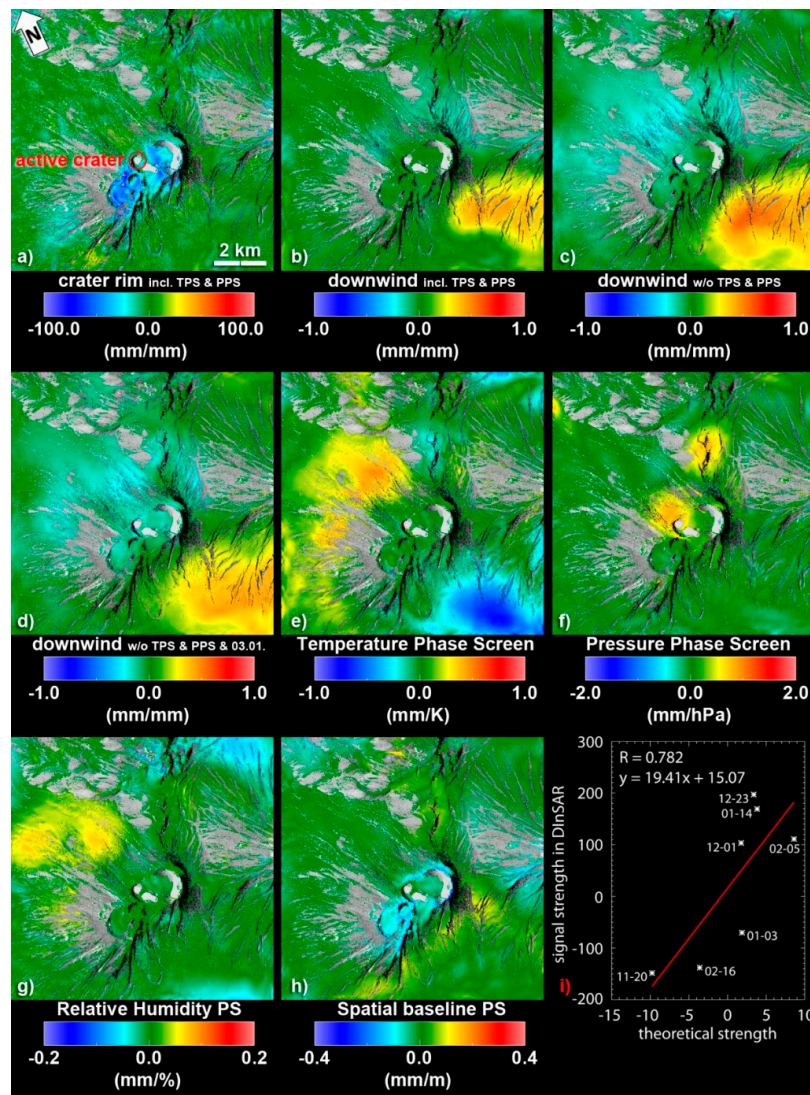 N
active crater
a)
2 km
b)
c)
crater rim incl. TPS & PPS
-100.0 0.0 100.0
(mm/mm)
downwind incl. TPS & PPS
-1.0 0.0 1.0
(mm/mm)
downwind w/o TPS & PPS
-1.0 0.0 1.0
(mm/mm)
d)
e)
f)
downwind w/o TPS & PPS & 03.01.
-1.0 0.0 1.0
(mm/mm)
Temperature Phase Screen
-1.0 0.0 1.0
(mm/K)
Pressure Phase Screen
-2.0 0.0 2.0
(mm/hPa)
g)
h)
Relative Humidity PS
-0.2 0.0 0.2
(mm/%)
Spatial baseline PS
-0.4 0.0 0.4
(mm/m)
i)
signal strength in DInSAR
300
200
100
0
-100
-200
R = 0.782
y = 19.41x + 15.07
12-23
01-14
12-01
02-05
01-03
11-20
02-16
-15 -10 -5 0 5 10
theoretical strength